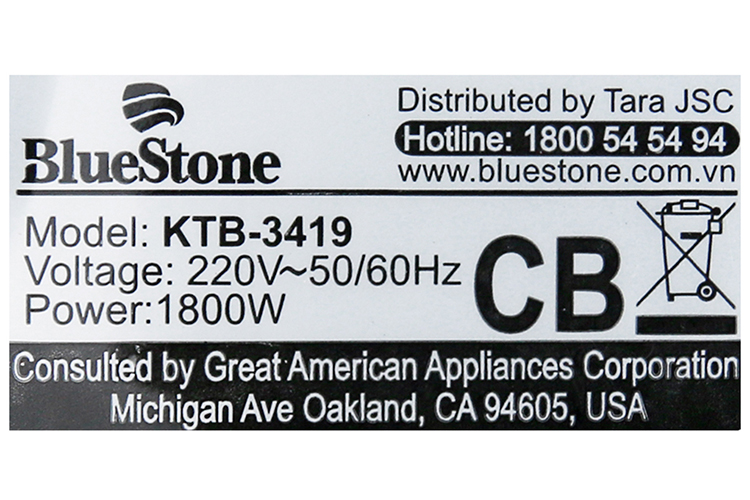 BlueStone
Distributed by Tara JSC
Hotline: 1800 54 54 94
www.bluestone.com.vn
Model: KTB-3419
Voltage: 220V~50/60Hz
Power:1800W
CB
Consulted by Great American Appliances Corporation
Michigan Ave Oakland, CA 94605, USA